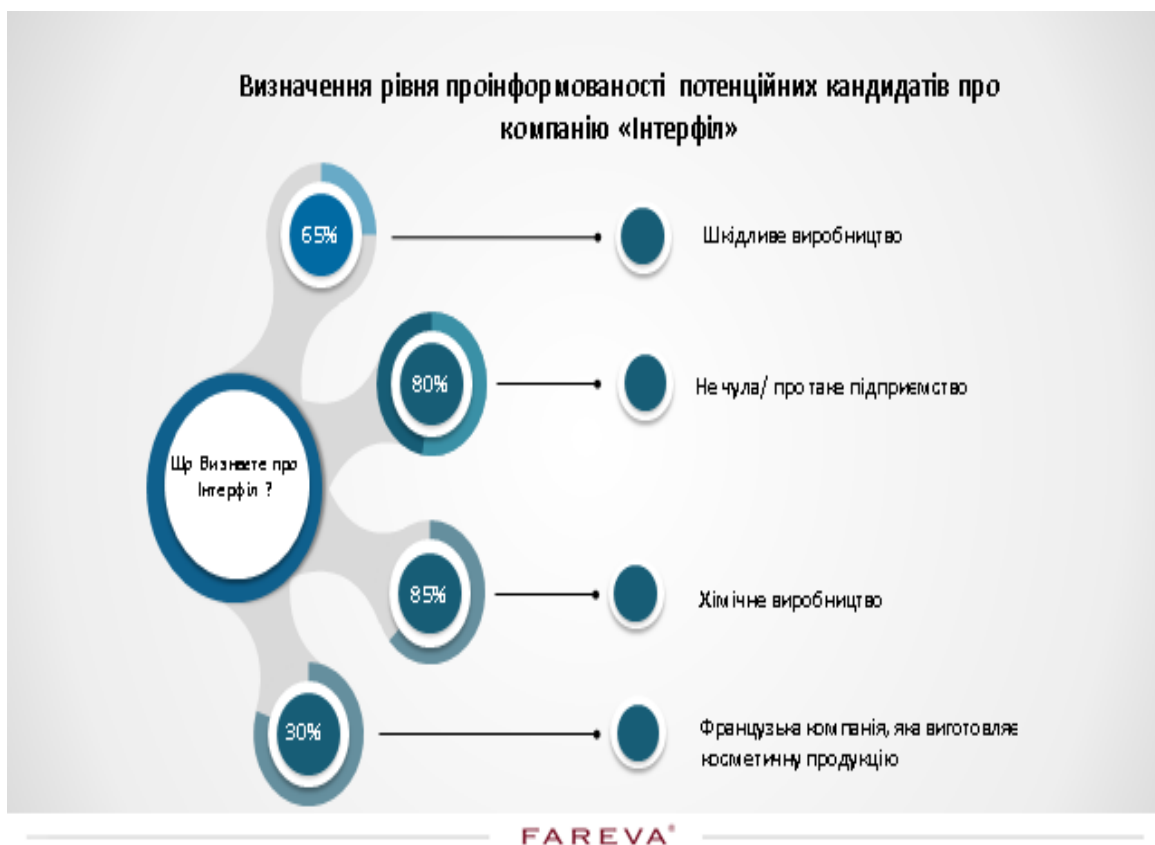 Визначення рівня проінформованості потенційних кандидатів про
компанію «Інтерфіл»
65%
Шкідливе виробництво
80%
Не чула/ про таке підприємство
Що Ви знаєте про
Інтерфіл ?
85%
Хімічне виробництво
30%
Французька компанія, яка виготовляє
косметичну продукцію
FAREVA®